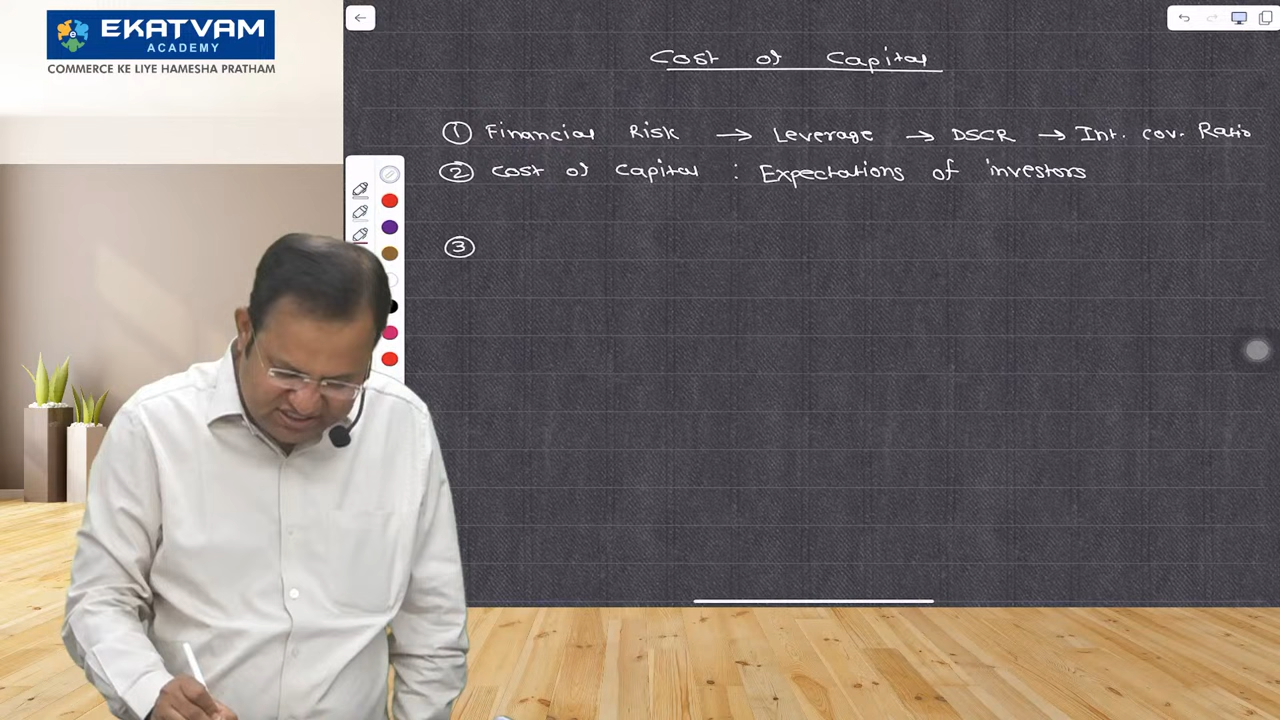 EKATVAM
ACADEMY
COMMERCE KE LIYE HAMESHA PRATHAM
Cost of Capital
① Financial Risk → Leverage → DSCR → Int. cov. Ratio
② Cost of Capital : Expectations of investors
③